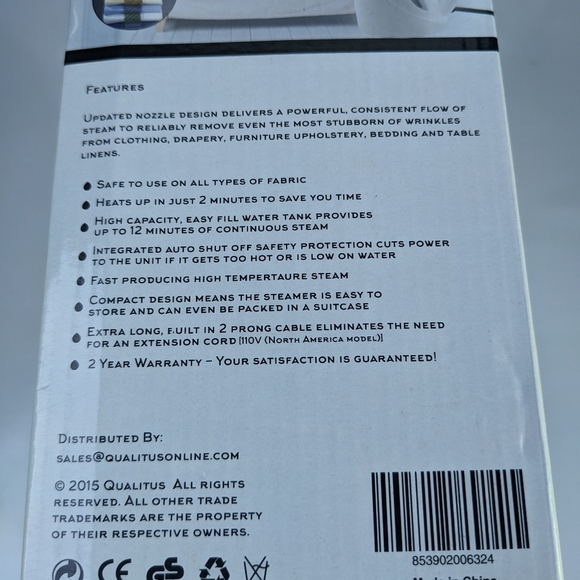 FEATURES
UPDATED NOZZLE DESIGN DELIVERS A POWERFUL, CONSISTENT FLOW OF
STEAM TO RELIABLY REMOVE EVEN THE MOST STUBBORN OF WRINKLES
FROM CLOTHING, DRAPERY, FURNITURE UPHOLSTERY, BEDDING AND TABLE
LINENS.
• SAFE TO USE ON ALL TYPES OF FABRIC
• HEATS UP IN JUST 2 MINUTES TO SAVE YOU TIME
• HIGH CAPACITY, EASY FILL WATER TANK PROVIDES
UP TO 12 MINUTES OF CONTINUOUS STEAM
• INTEGRATED AUTO SHUT OFF SAFETY PROTECTION CUTS POWER
TO THE UNIT IF IT GETS TOO HOT OR IS LOW ON WATER
• FAST PRODUCING HIGH TEMPERTAURE STEAM
• COMPACT DESIGN MEANS THE STEAMER IS EASY TO
STORE AND CAN EVEN BE PACKED IN A SUITCASE
• EXTRA LONG, BUILT IN 2 PRONG CABLE ELIMINATES THE NEED
FOR AN EXTENSION CORD [110V (NORTH AMERICA MODEL)]
• 2 YEAR WARRANTY – YOUR SATISFACTION IS GUARANTEED!
DISTRIBUTED BY:
SALES@QUALITUSONLINE.COM
© 2015 QUALITUS ALL RIGHTS
RESERVED. ALL OTHER TRADE
TRADEMARKS ARE THE PROPERTY
OF THEIR RESPECTIVE OWNERS.
853902006324
CE GS
Made in China